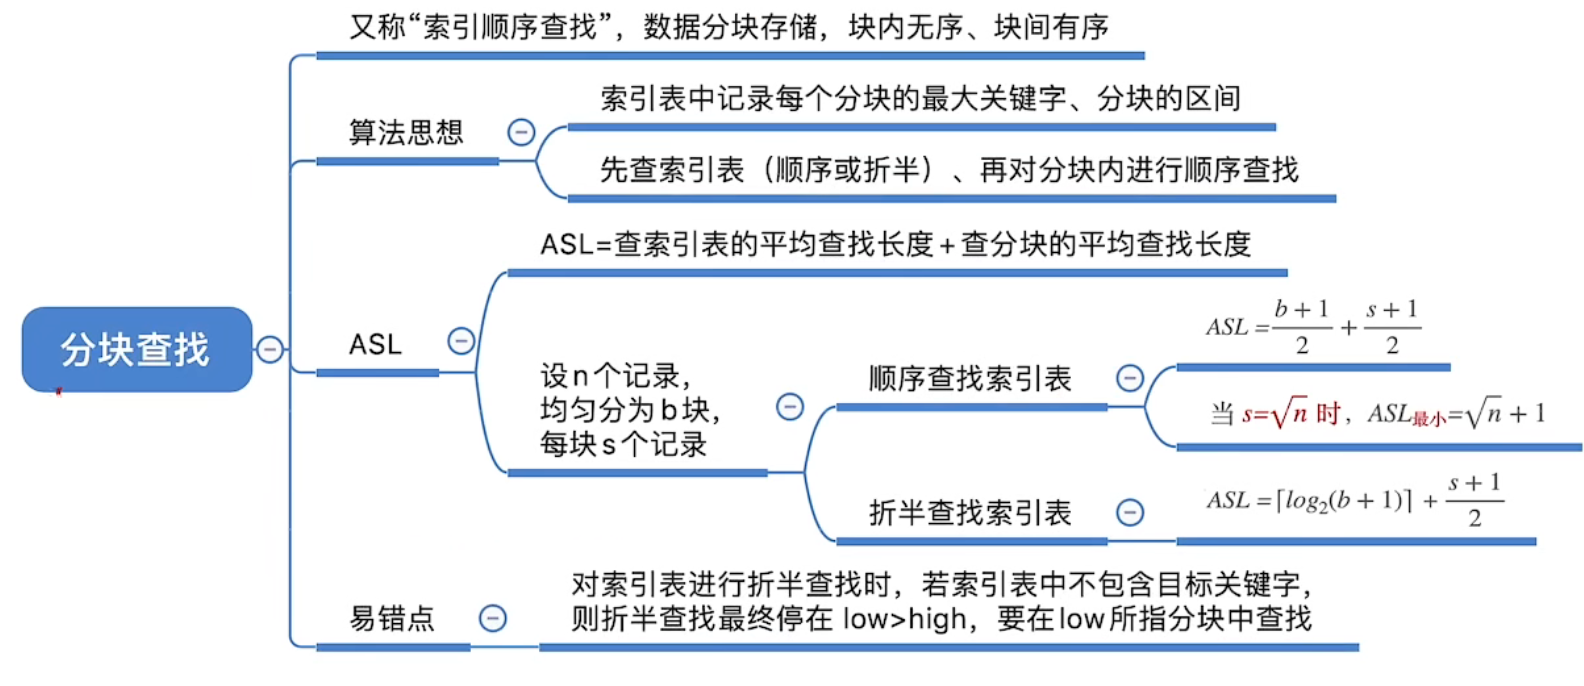 又称“索引顺序查找”，数据分块存储，块内无序、块间有序
算法思想
索引表中记录每个分块的最大关键字、分块的区间
先查索引表（顺序或折半）、再对分块内进行顺序查找
分块查找
ASL
ASL=查索引表的平均查找长度+查分块的平均查找长度
设n个记录，
均匀分为b块，
每块s个记录
顺序查找索引表
ASL = \frac{b+1}{2} + \frac{s+1}{2}
当 s=√n 时，ASL最小=√n + 1
折半查找索引表
ASL =⌈log₂(b + 1)⌉ + \frac{s+1}{2}
易错点
对索引表进行折半查找时，若索引表中不包含目标关键字，
则折半查找最终停在 low>high，要在low所指分块中查找